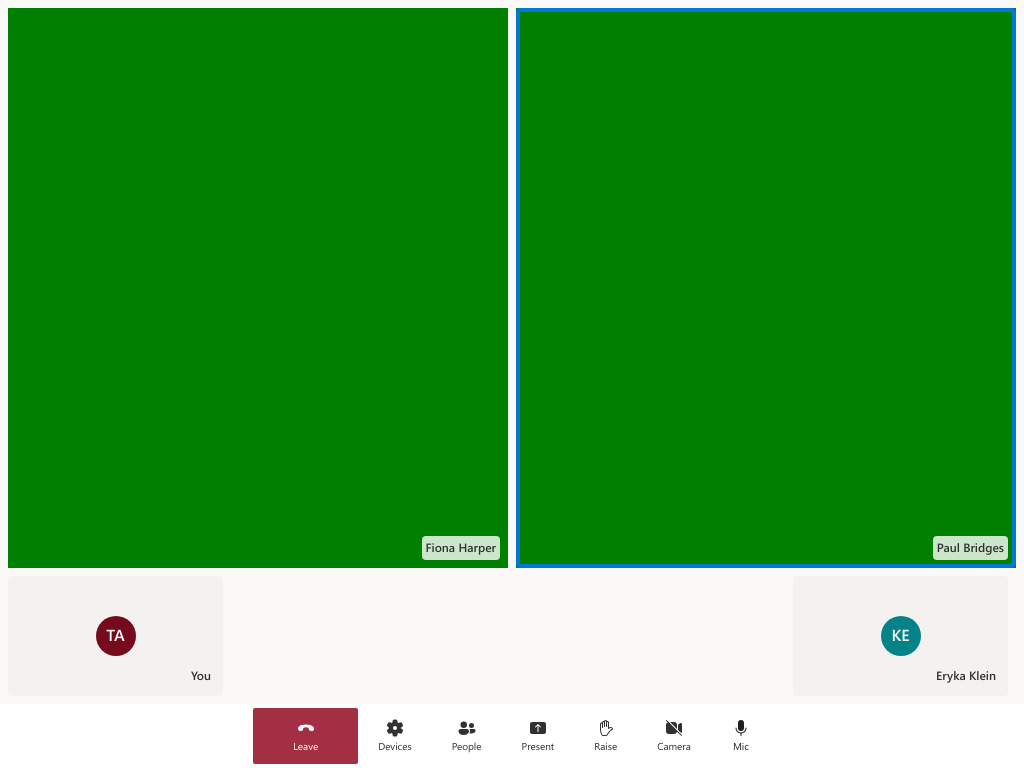 Fiona Harper
Paul Bridges
TA
You
KE
Eryka Klein
Leave
Devices
People
Present
Raise
Camera
Mic